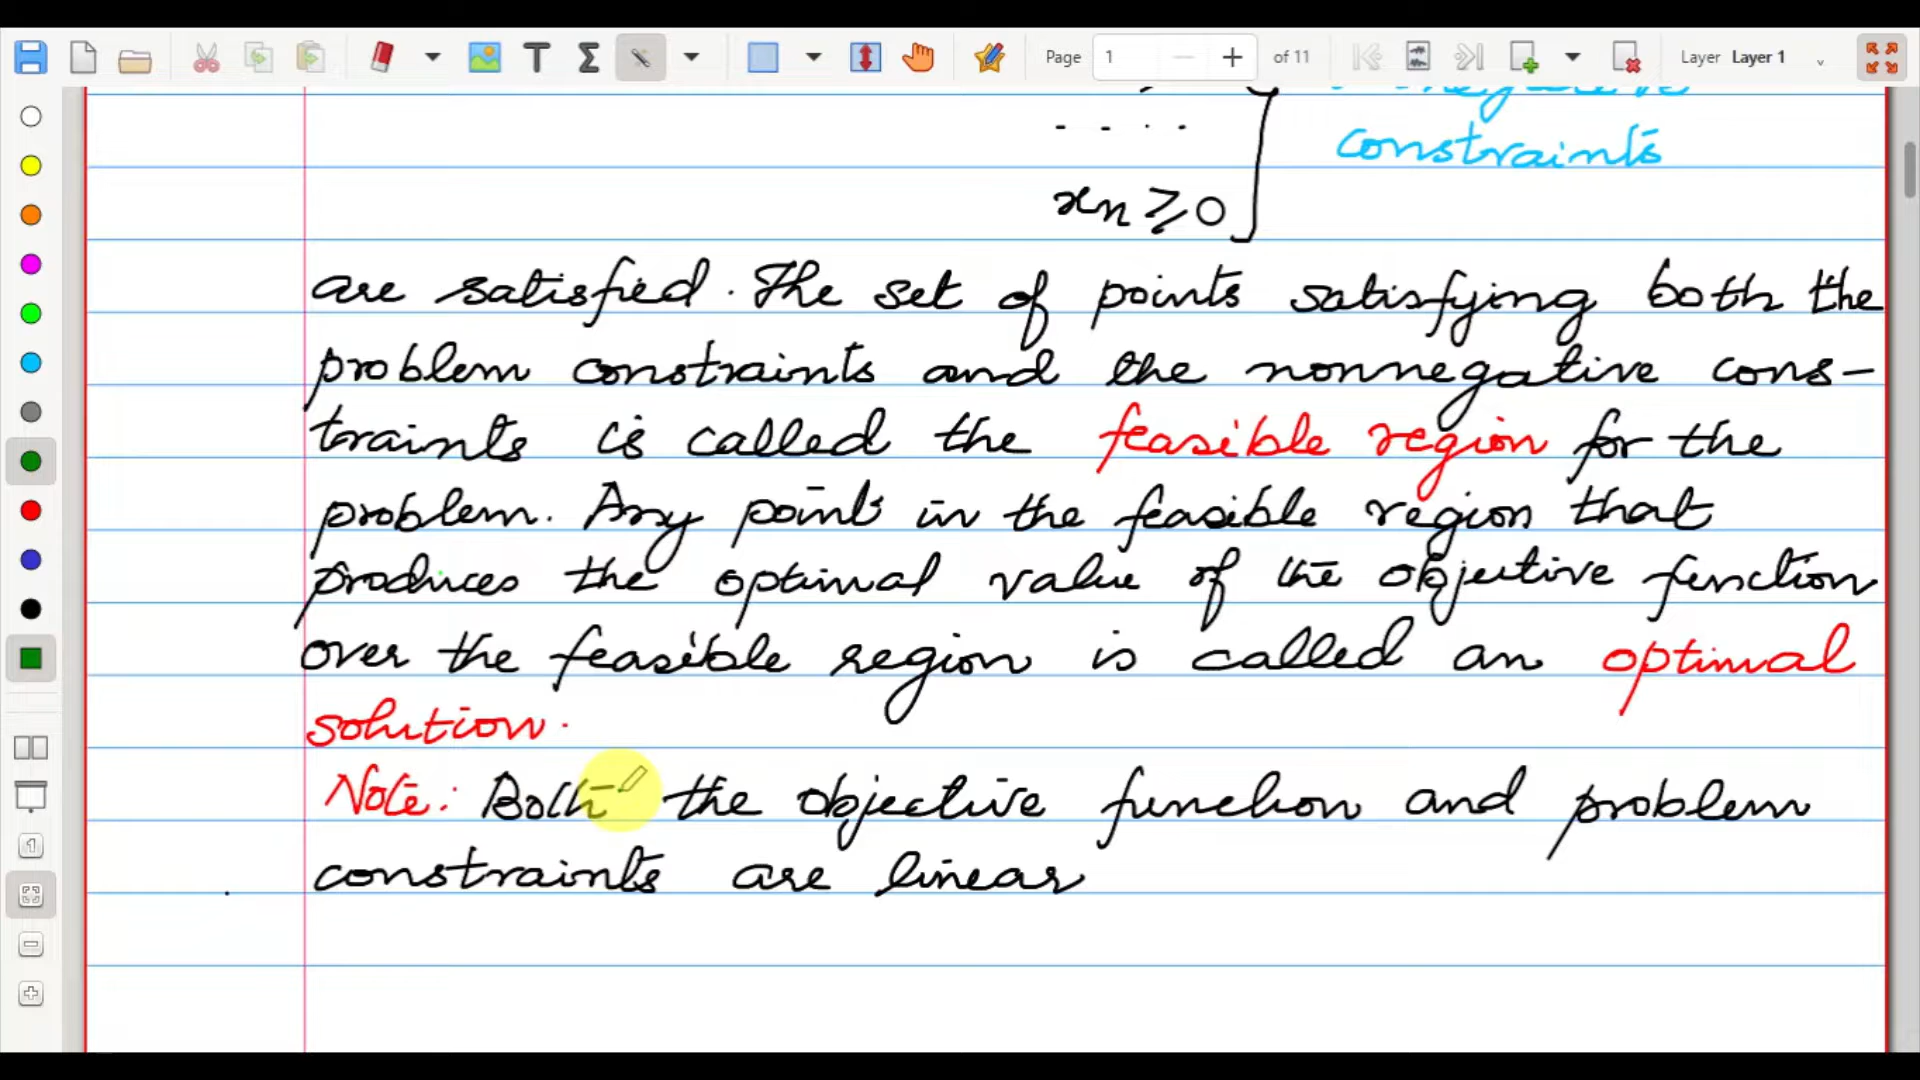 Page 1 of 11 Layer Layer 1
constraints
xn ≥ 0
are satisfied. The set of points satisfying both the
problem constraints and the nonnegative cons-
traints is called the feasible region for the
problem. Any point in the feasible region that
produces the optimal value of the objective function
over the feasible region is called an optimal
solution.
Note: Both the objective function and problem
constraints are linear